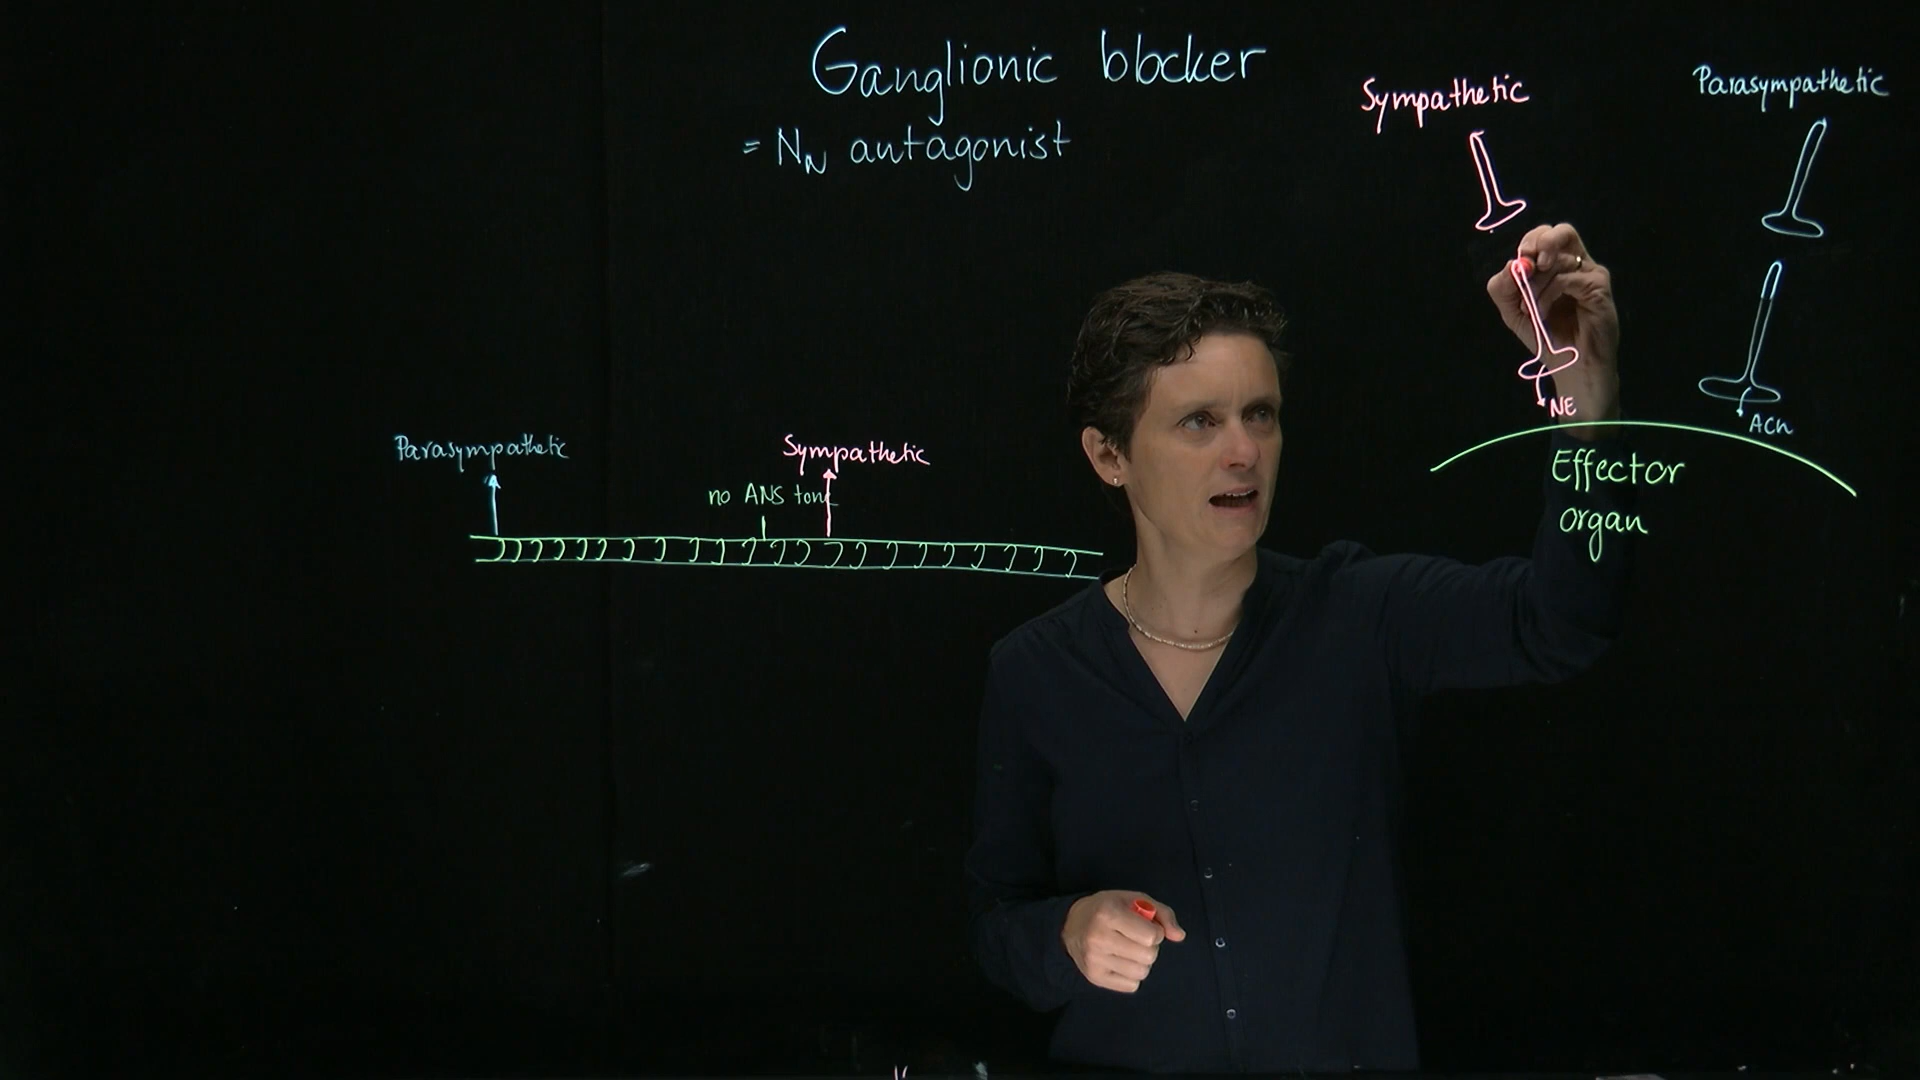 Ganglionic blocker
= NN antagonist
Sympathetic
Parasympathetic
NE
ACh
Effector
organ
Parasympathetic
Sympathetic
no ANS tone